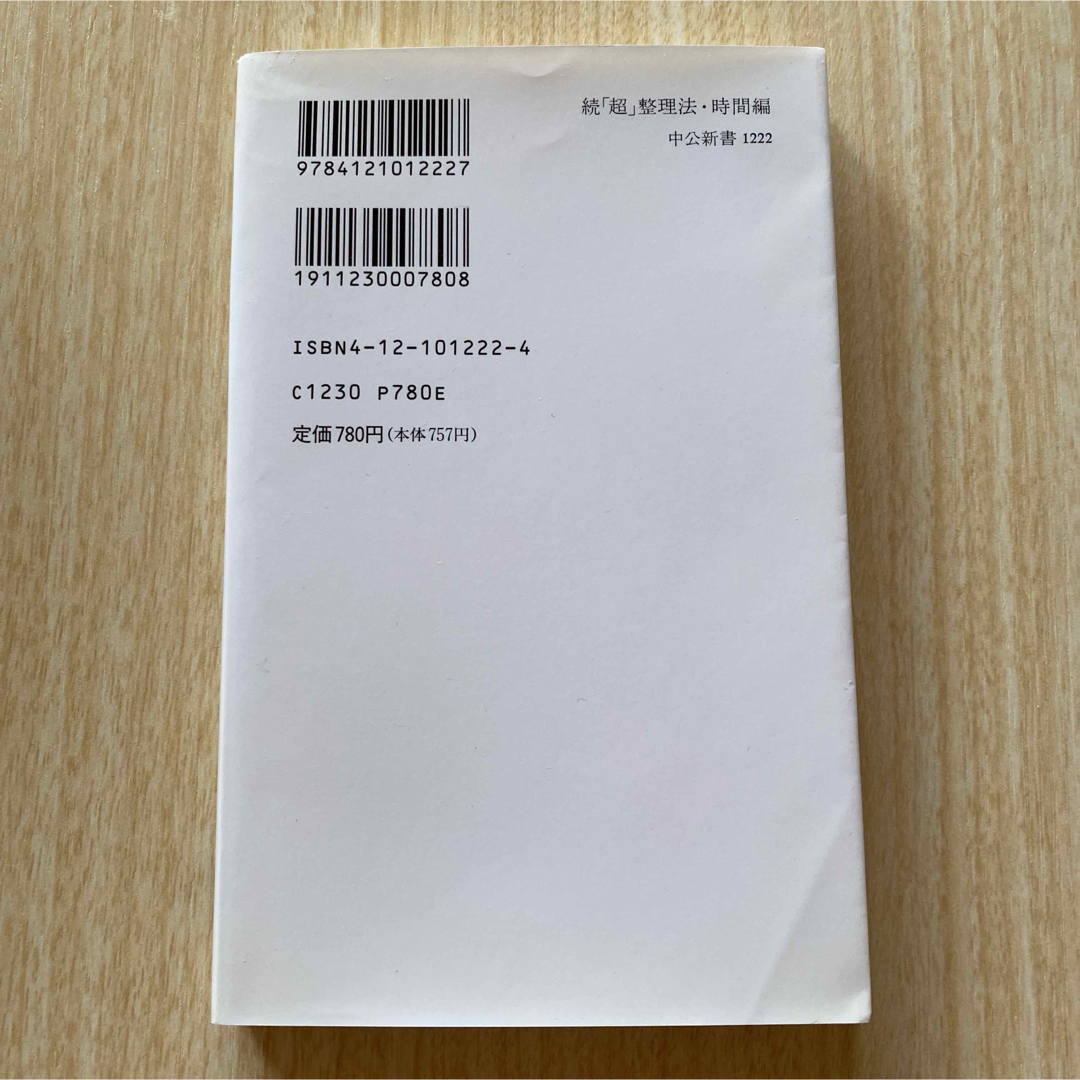 続「超」整理法・時間編
中公新書 1222
9784121012227
1911230007808
ISBN4-12-101222-4
C1230 P780E
定価780円(本体757円)